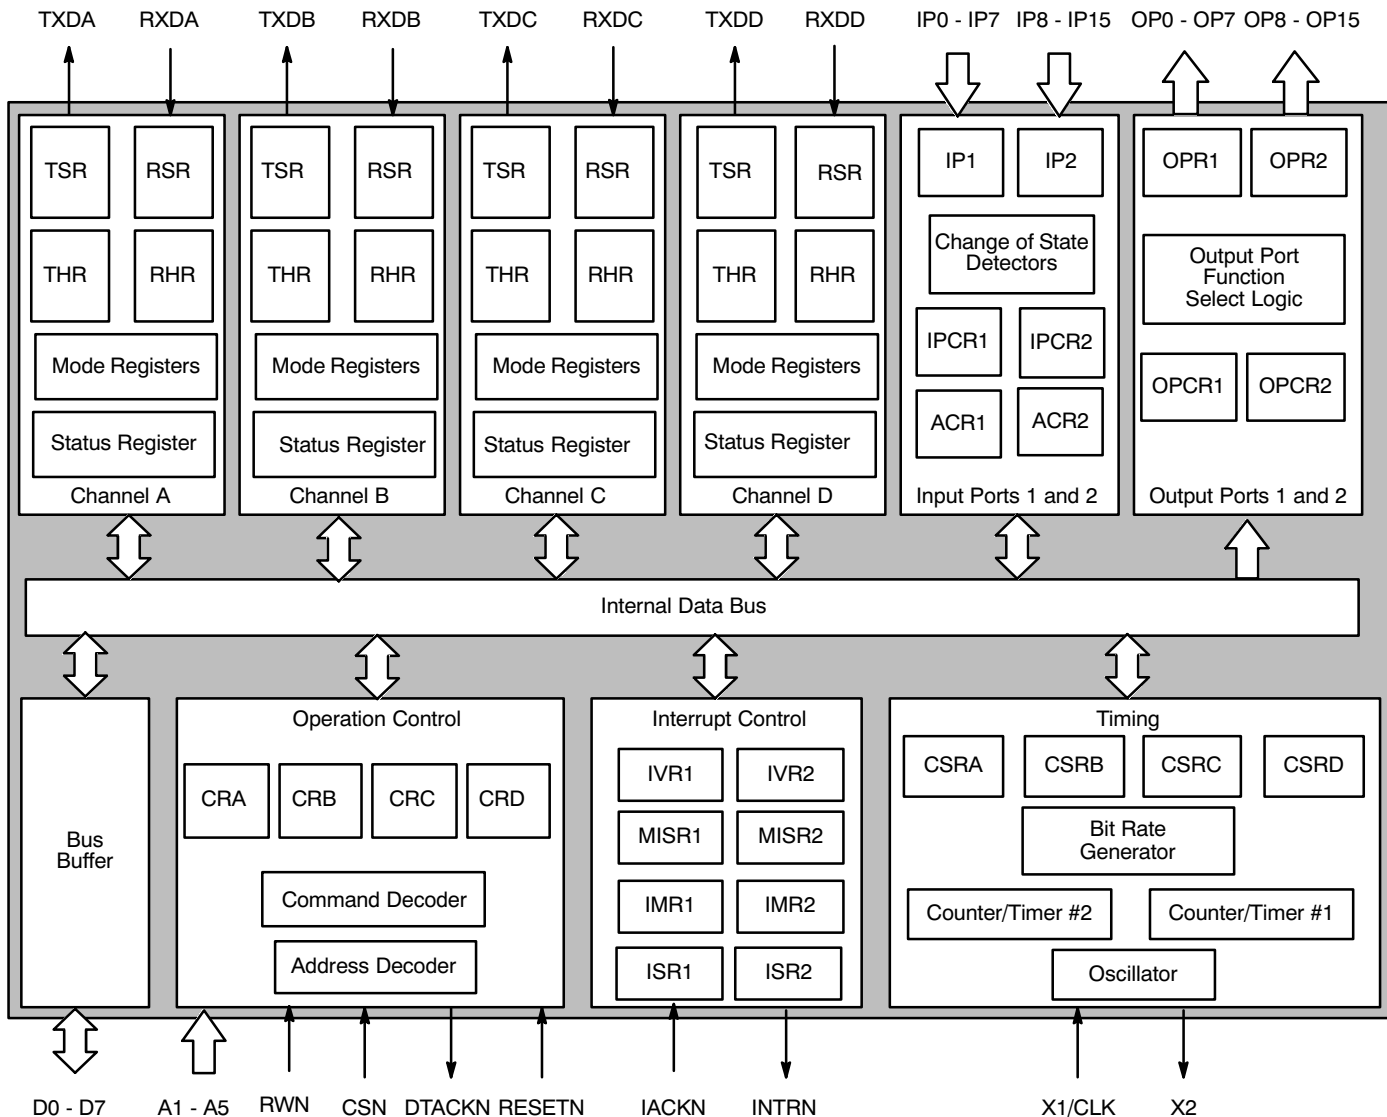 TXDA RXDA TXDB RXDB TXDC RXDC TXDD RXDD IP0 - IP7 IP8 - IP15 OP0 - OP7 OP8 - OP15
TSR RSR TSR RSR TSR RSR TSR RSR IP1 IP2 OPR1 OPR2
THR RHR THR RHR THR RHR THR RHR
Change of State
Detectors
Output Port
Function
Select Logic
IPCR1 IPCR2
Mode Registers Mode Registers Mode Registers Mode Registers
OPCR1 OPCR2
ACR1 ACR2
Status Register Status Register Status Register Status Register
Channel A Channel B Channel C Channel D Input Ports 1 and 2 Output Ports 1 and 2
Internal Data Bus
Bus
Buffer
Operation Control
CRA CRB CRC CRD
Command Decoder
Address Decoder
Interrupt Control
IVR1 IVR2
MISR1 MISR2
IMR1 IMR2
ISR1 ISR2
Timing
CSRA CSRB CSRC CSRD
Bit Rate
Generator
Counter/Timer #2 Counter/Timer #1
Oscillator
D0 - D7 A1 - A5 RWN CSN DTACKN RESETN IACKN INTRN X1/CLK X2